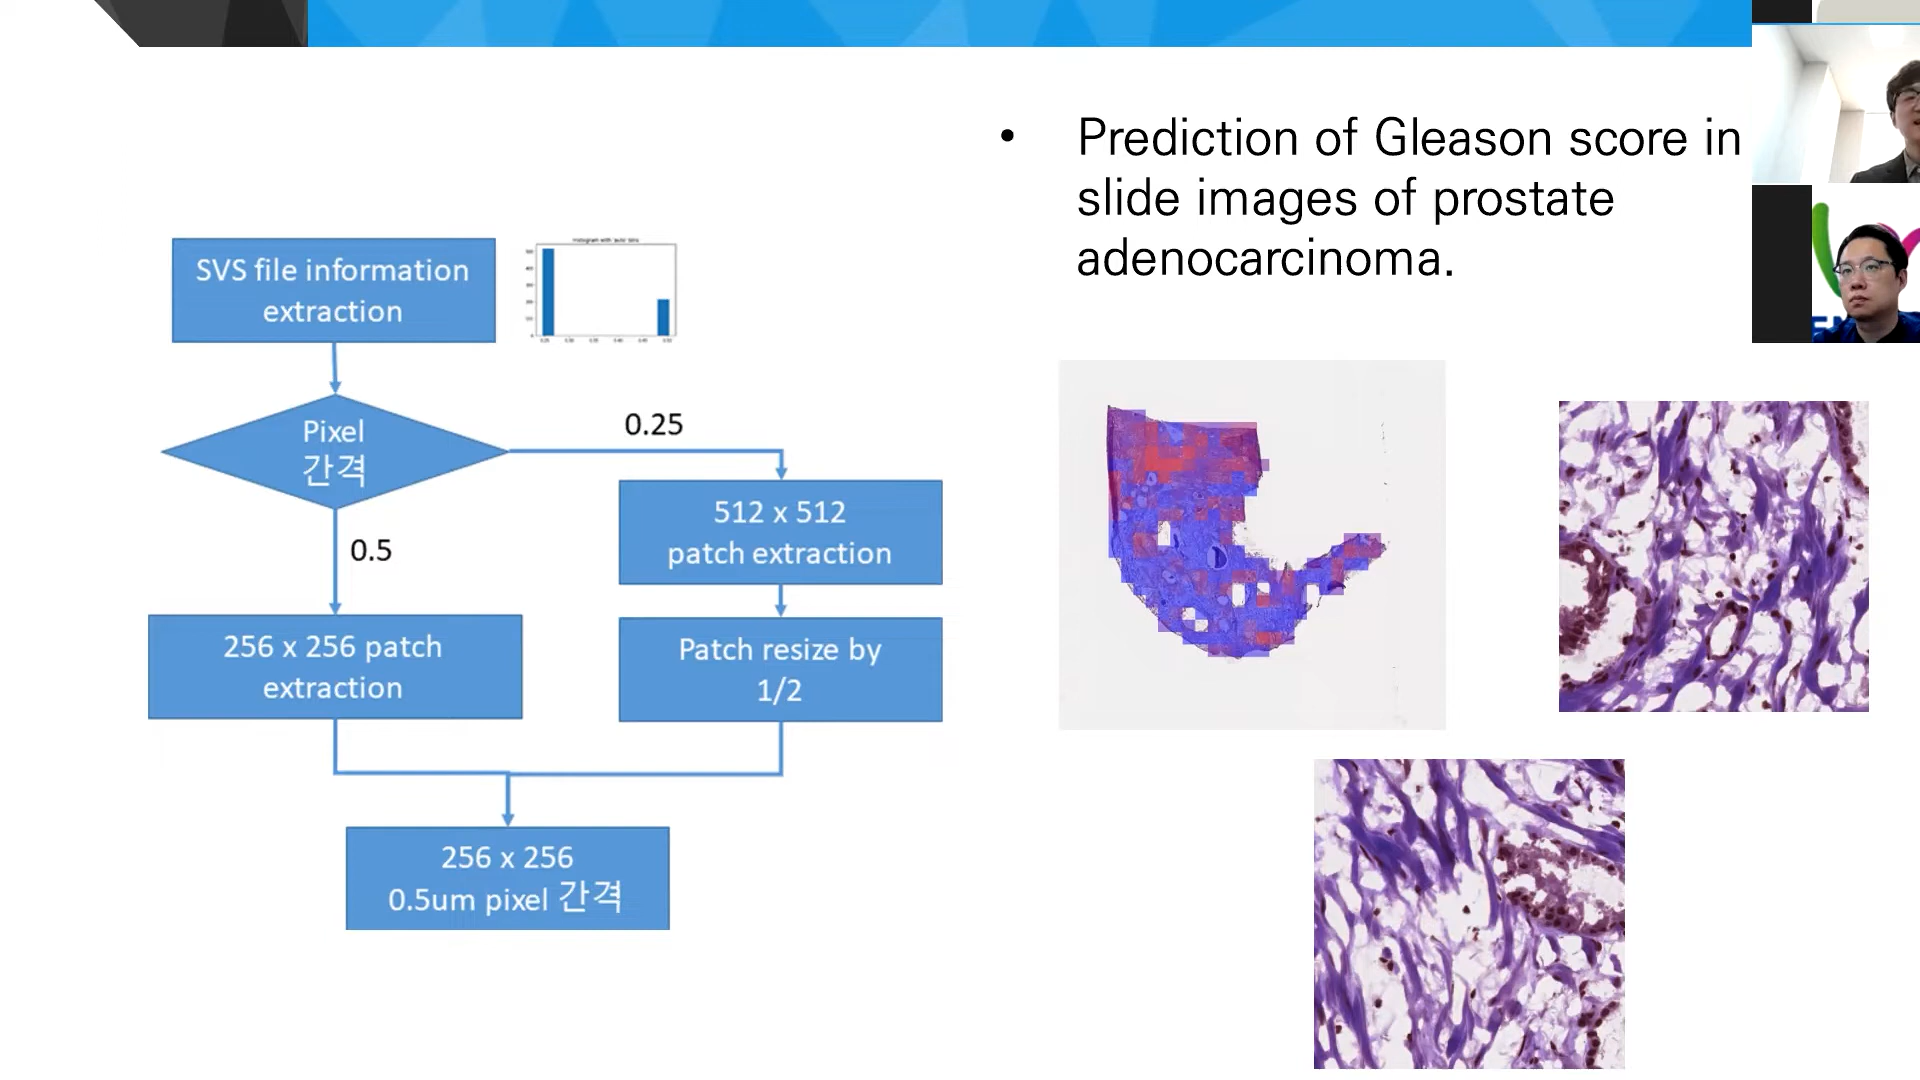 Prediction of Gleason score in
slide images of prostate
adenocarcinoma.
SVS file information
extraction
Pixel
간격
0.25
0.5
512 x 512
patch extraction
256 x 256 patch
extraction
Patch resize by
1/2
256 x 256
0.5um pixel 간격